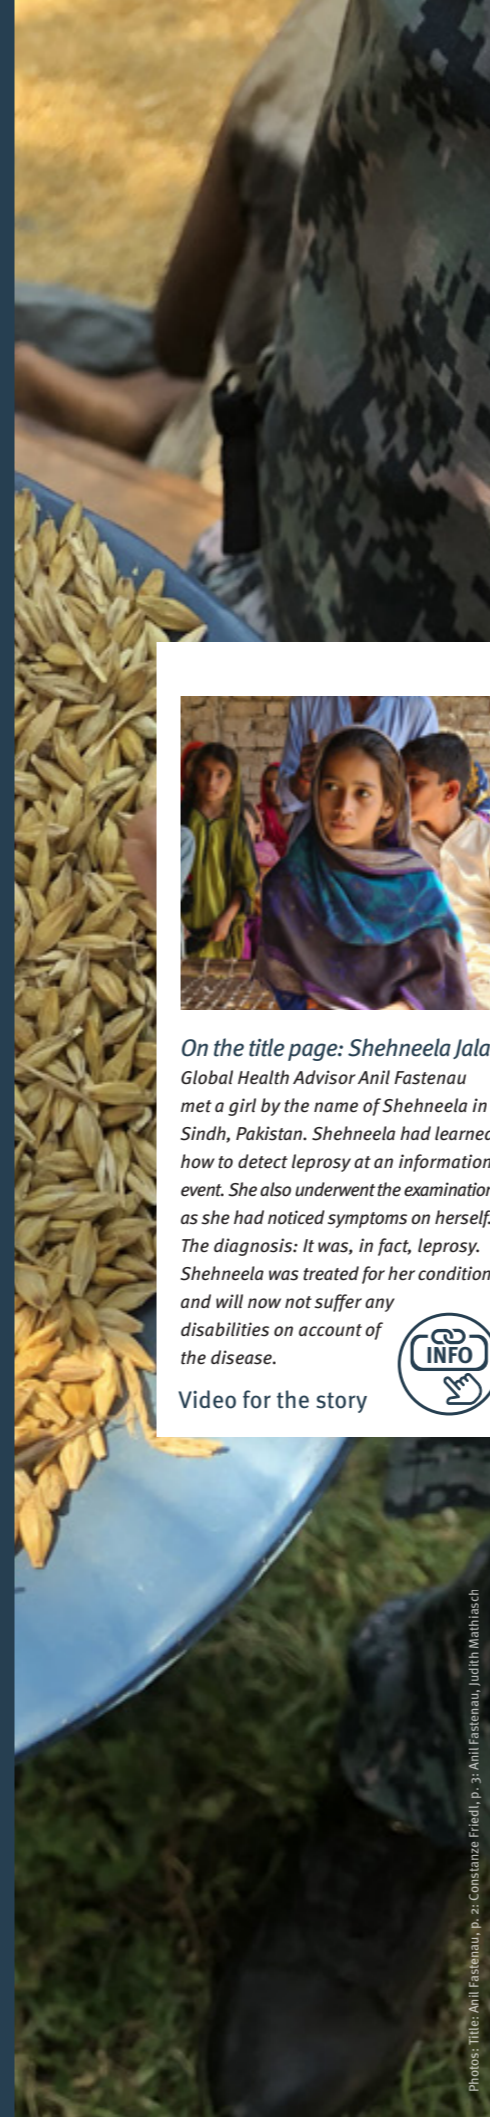 On the title page: Shehneela Jala
Global Health Advisor Anil Fastenau
met a girl by the name of Shehneela in
Sindh, Pakistan. Shehneela had learned
how to detect leprosy at an information
event. She also underwent the examination
as she had noticed symptoms on herself.
The diagnosis: It was, in fact, leprosy.
Shehneela was treated for her condition
and will now not suffer any
disabilities on account of
the disease.
Video for the story
INFO
Photos: Title: Anil Fastenau, p. 2: Constanze Friedl, p. 3: Anil Fastenau, Judith Mathiasch